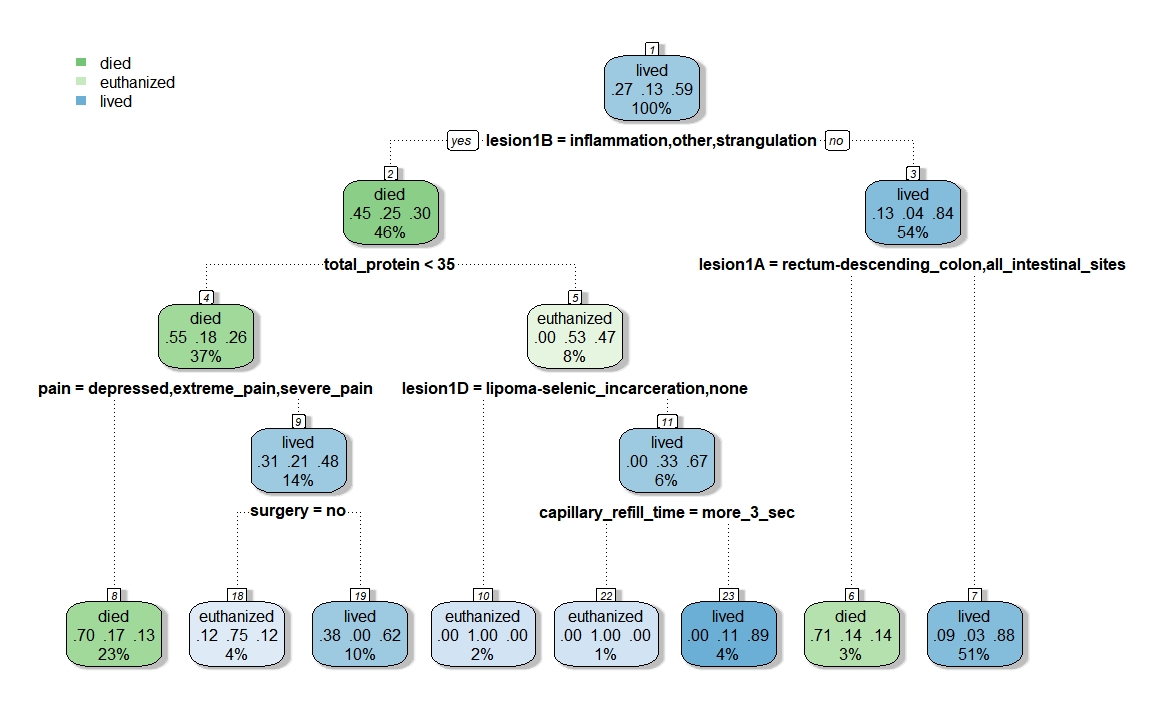 died
euthanized
lived
1
lived
.27 .13 .59
100%
yes lesion1B = inflammation,other,strangulation no
2
died
.45 .25 .30
46%
3
lived
.13 .04 .84
54%
total_protein < 35
lesion1A = rectum-descending_colon,all_intestinal_sites
4
died
.55 .18 .26
37%
5
euthanized
.00 .53 .47
8%
pain = depressed,extreme_pain,severe_pain
lesion1D = lipoma-selenic_incarceration,none
9
lived
.31 .21 .48
14%
11
lived
.00 .33 .67
6%
surgery = no
capillary_refill_time = more_3_sec
8
died
.70 .17 .13
23%
18
euthanized
.12 .75 .12
4%
19
lived
.38 .00 .62
10%
10
euthanized
.00 1.00 .00
2%
22
euthanized
.00 1.00 .00
1%
23
lived
.00 .11 .89
4%
6
died
.71 .14 .14
3%
7
lived
.09 .03 .88
51%